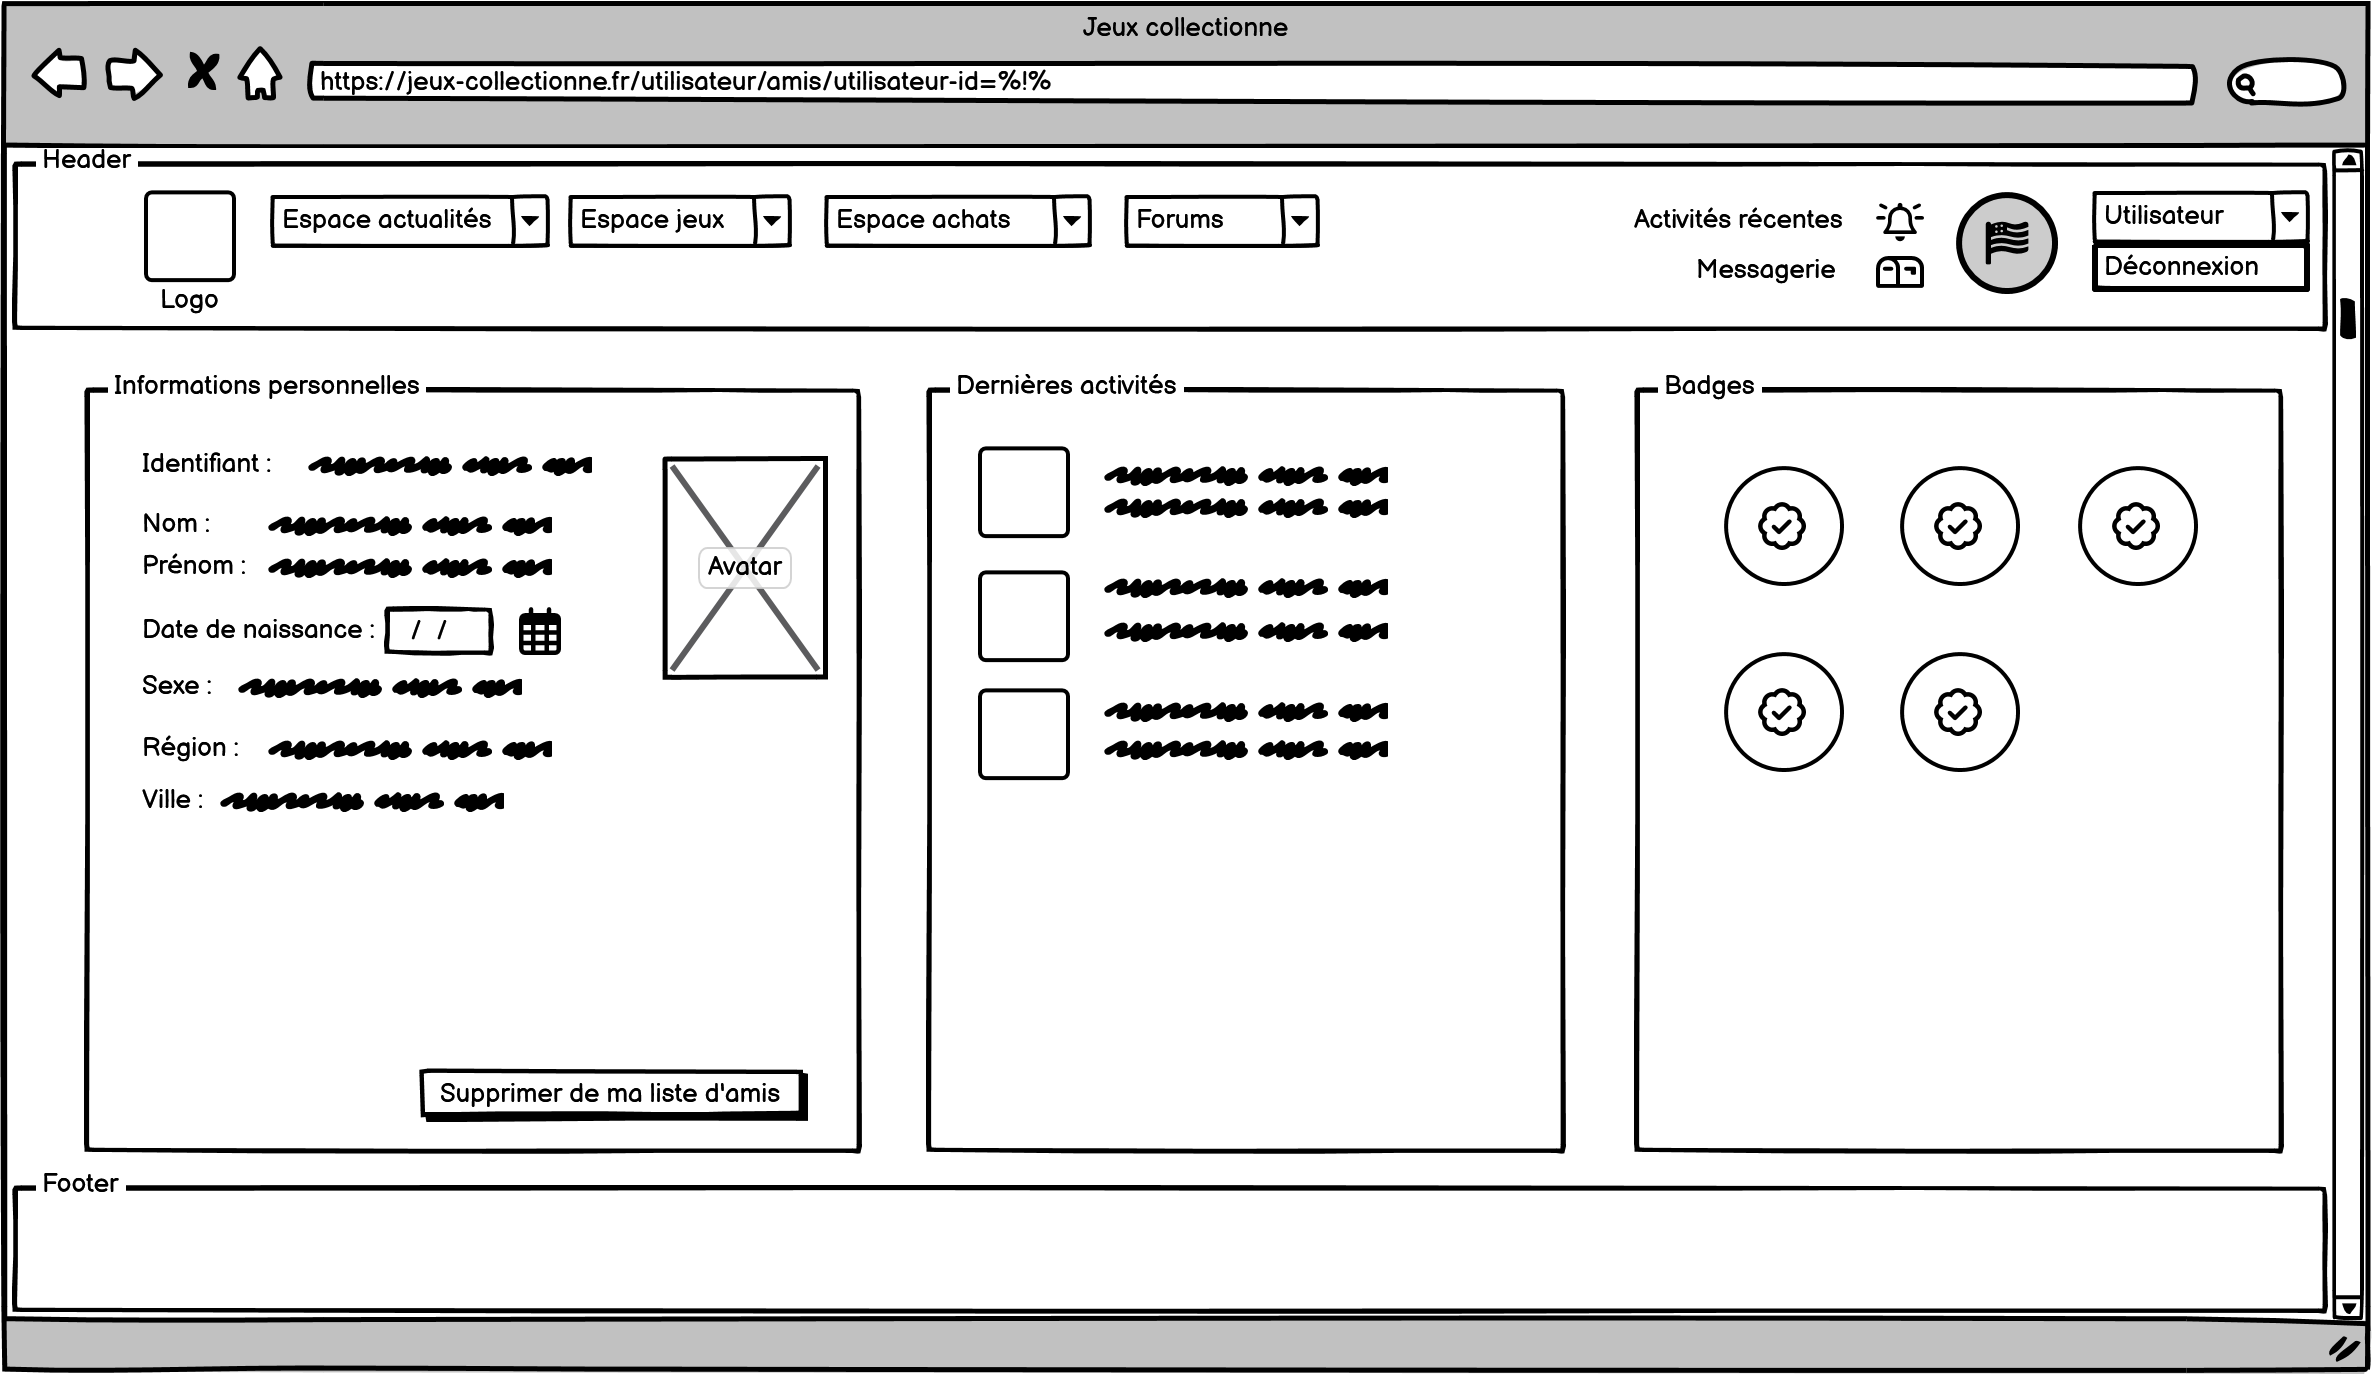 Jeux collectionne
https://jeux-collectionne.fr/utilisateur/amis/utilisateur-id=%!%
Header
Espace actualités
Espace jeux
Espace achats
Forums
Activités récentes
Utilisateur
Messagerie
Déconnexion
Logo
Informations personnelles
Identifiant :
Nom :
Prénom :
Avatar
Date de naissance : / /
Sexe :
Région :
Ville :
Supprimer de ma liste d'amis
Dernières activités
Badges
Footer